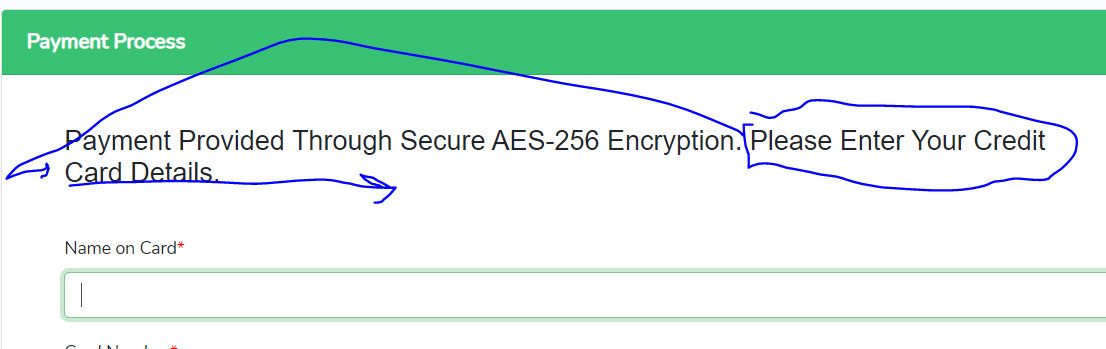 Payment Process
Payment Provided Through Secure AES-256 Encryption. Please Enter Your Credit
Card Details.
Name on Card*